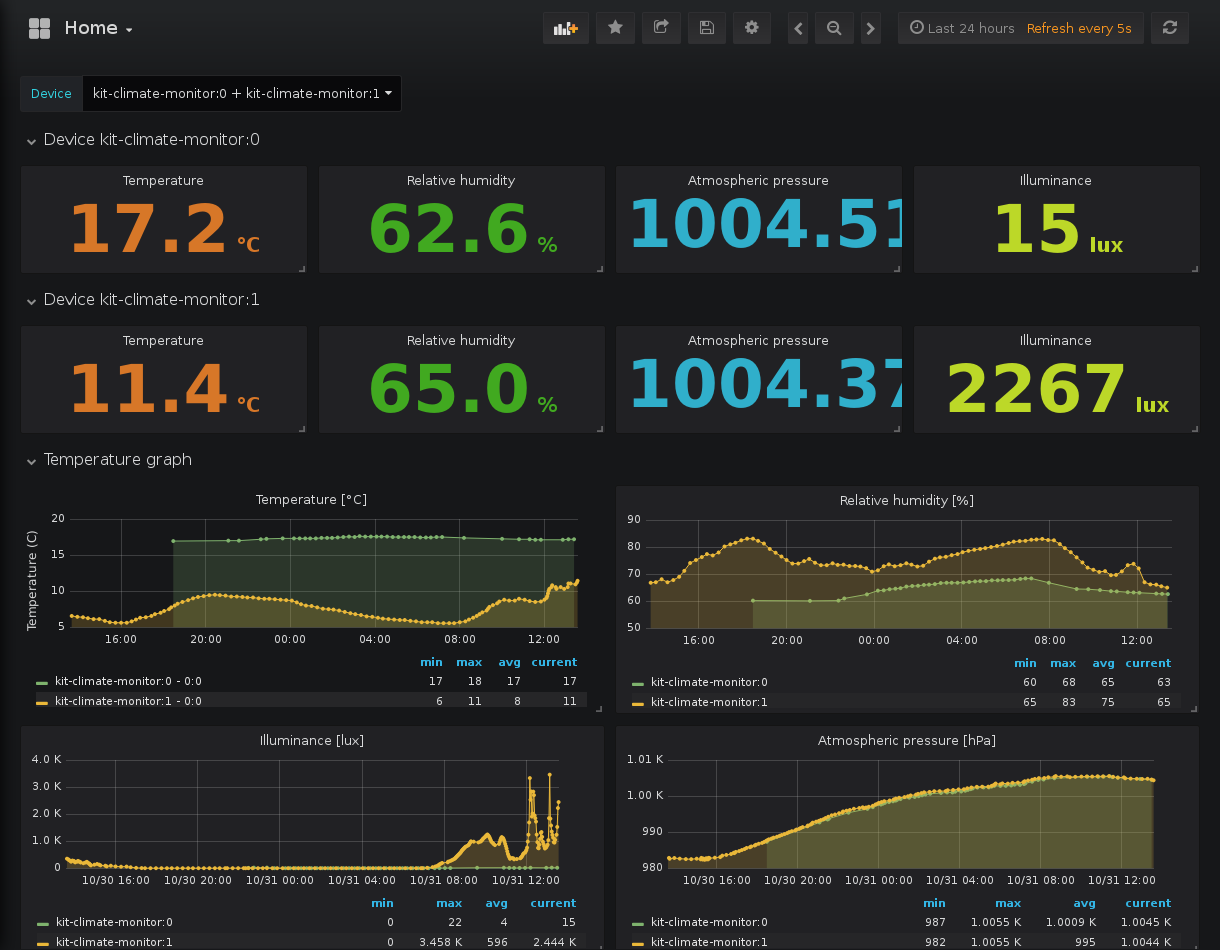 Home
Last 24 hours Refresh every 5s
Device kit-climate-monitor:0 + kit-climate-monitor:1
Device kit-climate-monitor:0
Temperature Relative humidity Atmospheric pressure Illuminance
17.2 °C 62.6 % 1004.51 15 lux
Device kit-climate-monitor:1
Temperature Relative humidity Atmospheric pressure Illuminance
11.4 °C 65.0 % 1004.37 2267 lux
Temperature graph
Temperature [°C]
Temperature (C)
20
15
10
5
16:00 20:00 00:00 04:00 08:00 12:00
min max avg current
kit-climate-monitor:0 - 0:0 17 18 17 17
kit-climate-monitor:1 - 0:0 6 11 8 11
Relative humidity [%]
90
80
70
60
50
16:00 20:00 00:00 04:00 08:00 12:00
min max avg current
kit-climate-monitor:0 60 68 65 63
kit-climate-monitor:1 65 83 75 65
Illuminance [lux]
4.0 K
3.0 K
2.0 K
1.0 K
0
10/30 16:00 10/30 20:00 10/31 00:00 10/31 04:00 10/31 08:00 10/31 12:00
min max avg current
kit-climate-monitor:0 0 22 4 15
kit-climate-monitor:1 0 3.458 K 596 2.444 K
Atmospheric pressure [hPa]
1.01 K
1.00 K
990
980
10/30 16:00 10/30 20:00 10/31 00:00 10/31 04:00 10/31 08:00 10/31 12:00
min max avg current
kit-climate-monitor:0 987 1.0055 K 1.0009 K 1.0045 K
kit-climate-monitor:1 982 1.0055 K 995 1.0044 K